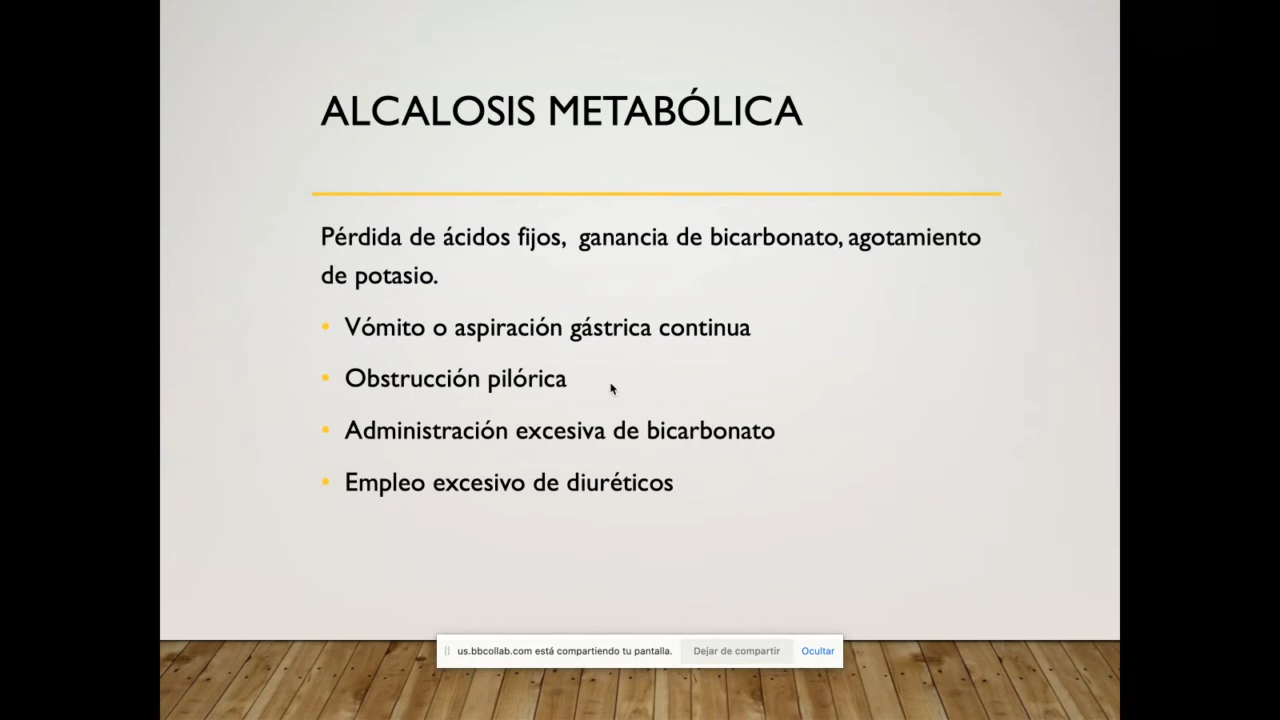 ALCALOSIS METABÓLICA
Pérdida de ácidos fijos, ganancia de bicarbonato, agotamiento
de potasio.
• Vómito o aspiración gástrica continua
• Obstrucción pilórica
• Administración excesiva de bicarbonato
• Empleo excesivo de diuréticos
us.bbcollab.com está compartiendo tu pantalla. Dejar de compartir Ocultar